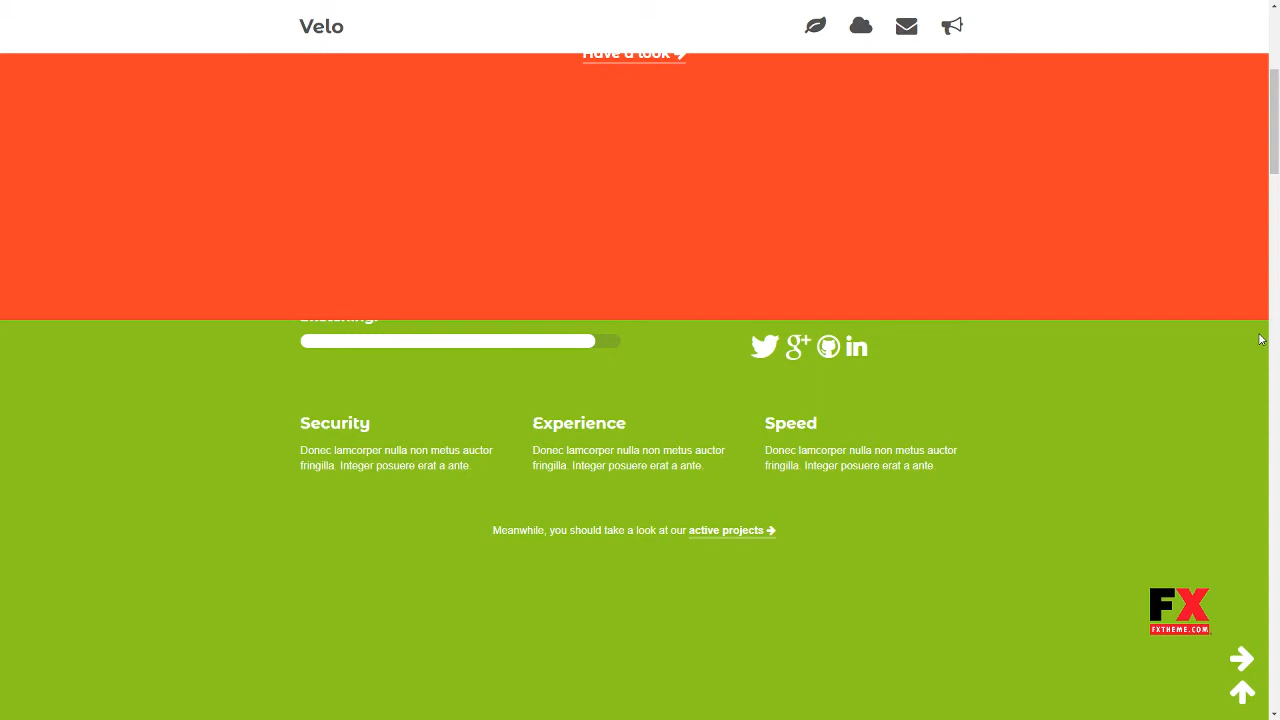 Velo
Have a look
Security
Experience
Speed
Donec lamcorper nulla non metus auctor
fringilla. Integer posuere erat a ante.
Donec lamcorper nulla non metus auctor
fringilla. Integer posuere erat a ante.
Donec lamcorper nulla non metus auctor
fringilla. Integer posuere erat a ante.
Meanwhile, you should take a look at our active projects
FX
FXTHEME.COM